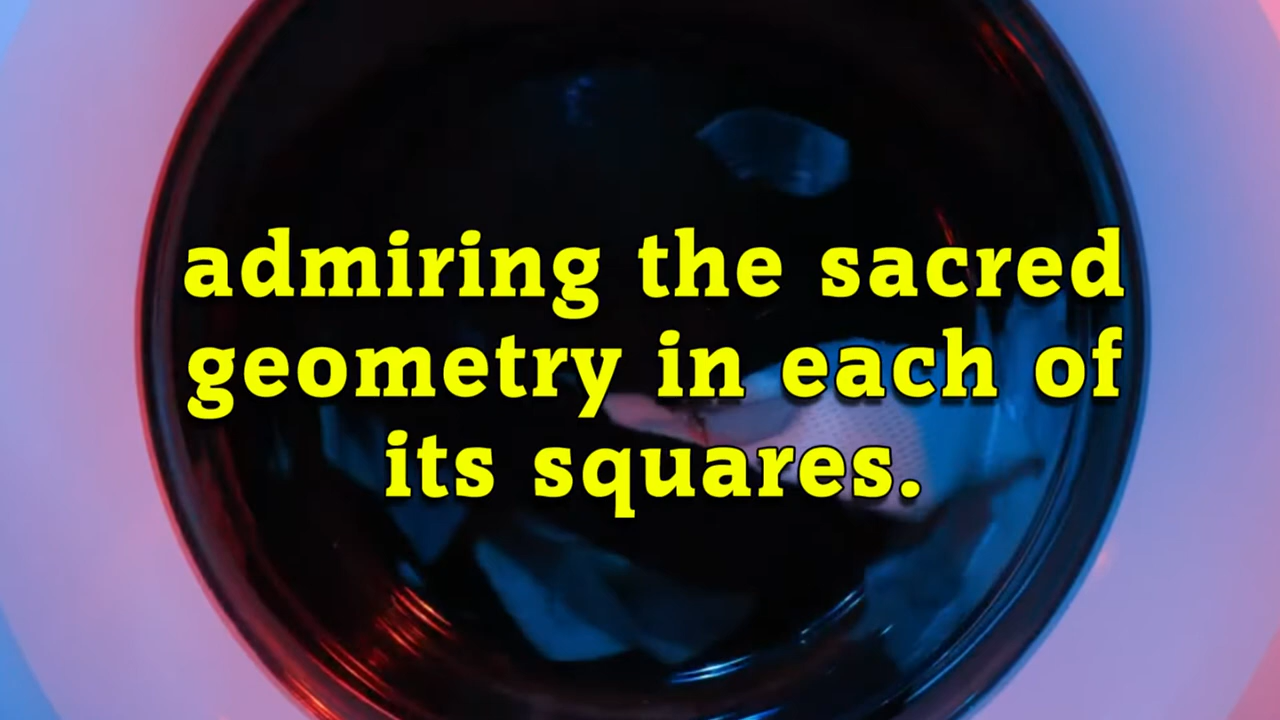 admiring the sacred
geometry in each of
its squares.